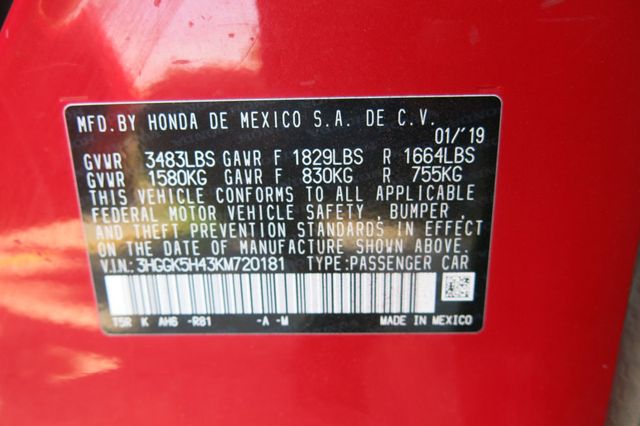 MFD.BY HONDA DE MEXICO S.A. DE C.V.
01/'19
GVWR 3483LBS GAWR F 1829LBS R 1664LBS
GVWR 1580KG GAWR F 830KG R 755KG
THIS VEHICLE CONFORMS TO ALL APPLICABLE
FEDERAL MOTOR VEHICLE SAFETY , BUMPER ,
AND THEFT PREVENTION STANDARDS IN EFFECT
ON THE DATE OF MANUFACTURE SHOWN ABOVE
V.I.N.: 3HGGK5H43KM720181 TYPE:PASSENGER CAR
T5R K AH6 -R81 -A -M MADE IN MEXICO